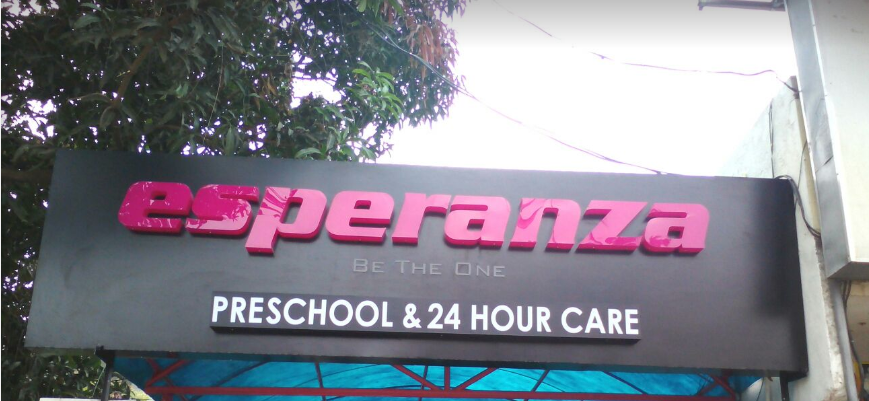 esperanza
BE THE ONE
PRESCHOOL & 24 HOUR CARE